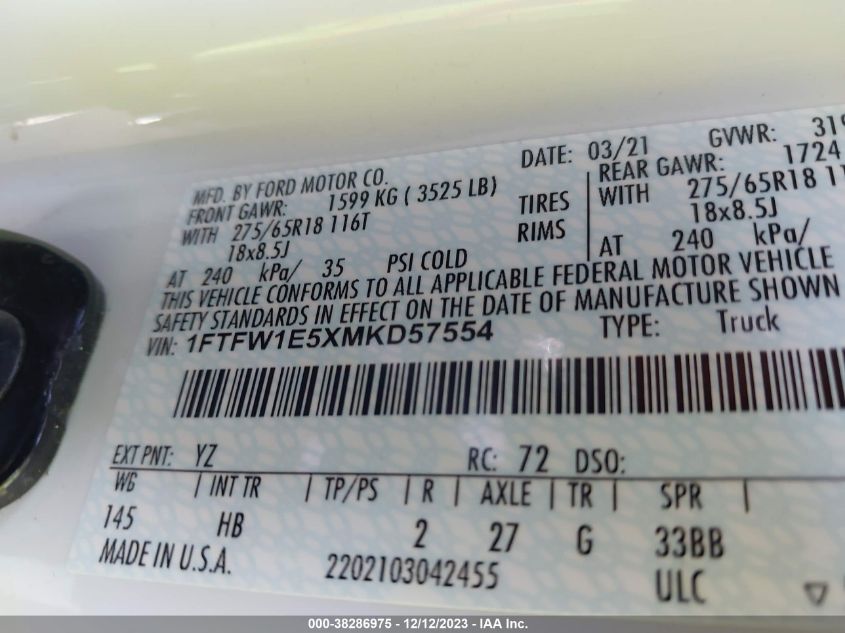 MFD. BY FORD MOTOR CO.
DATE: 03/21 GVWR:
FRONT GAWR: 1599 KG ( 3525 LB)
REAR GAWR: 1724
WITH 275/65R18 116T TIRES
WITH 275/65R18
18x8.5J RIMS
18x8.5J
AT 240 kPa/ 35 PSI COLD
AT 240 kPa/
THIS VEHICLE CONFORMS TO ALL APPLICABLE FEDERAL MOTOR VEHICLE
SAFETY STANDARDS IN EFFECT ON THE DATE OF MANUFACTURE SHOWN
VIN: 1FTFW1E5XMKD57554 TYPE: Truck
EXT PNT: YZ RC: 72 DSO:
WB | INT TR | TP/PS | R | AXLE | TR | SPR |
145 HB 2 27 G 33BB
MADE IN U.S.A. 2202103042455 ULC
000-38286975 - 12/12/2023 - IAA Inc.